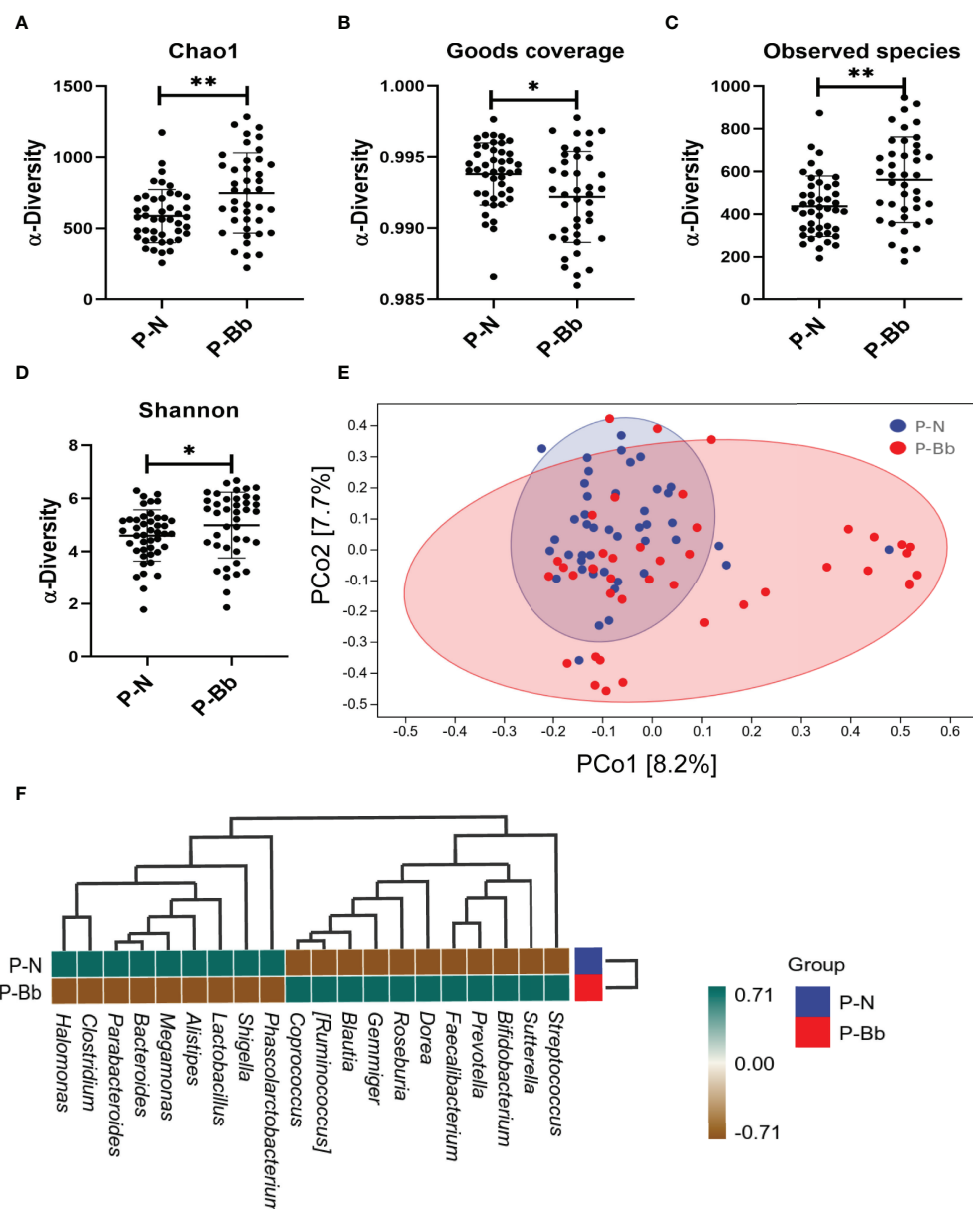 A
B
C
Chao1
Goods coverage
Observed species
**
*
**
α-Diversity
1500
1000
500
0
α-Diversity
1.000
0.995
0.990
0.985
α-Diversity
1000
800
600
400
200
0
P-N
P-Bb
P-N
P-Bb
P-N
P-Bb
D
E
Shannon
*
α-Diversity
8
6
4
2
0
P-N
P-Bb
PCo2 [7.7%]
0.4
0.3
0.2
0.1
0.0
-0.1
-0.2
-0.3
-0.4
-0.5
P-N
P-Bb
-0.5 -0.4 -0.3 -0.2 -0.1 0.0 0.1 0.2 0.3 0.4 0.5 0.6
PCo1 [8.2%]
F
P-N
P-Bb
Halomonas
Clostridium
Parabacteroides
Bacteroides
Megamonas
Alistipes
Lactobacillus
Shigella
Phascolarctobacterium
Coprococcus
[Ruminococcus]
Blautia
Gemmiger
Roseburia
Dorea
Faecalibacterium
Prevotella
Bifidobacterium
Sutterella
Streptococcus
0.71
0.00
-0.71
Group
P-N
P-Bb